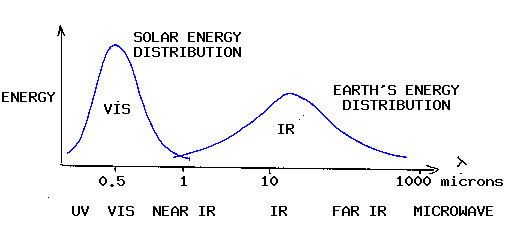 SOLAR ENERGY
DISTRIBUTION
ENERGY
EARTH'S ENERGY
DISTRIBUTION
VIS
IR
λ
0.5 1 10 1000 microns
UV VIS NEAR IR IR FAR IR MICROWAVE